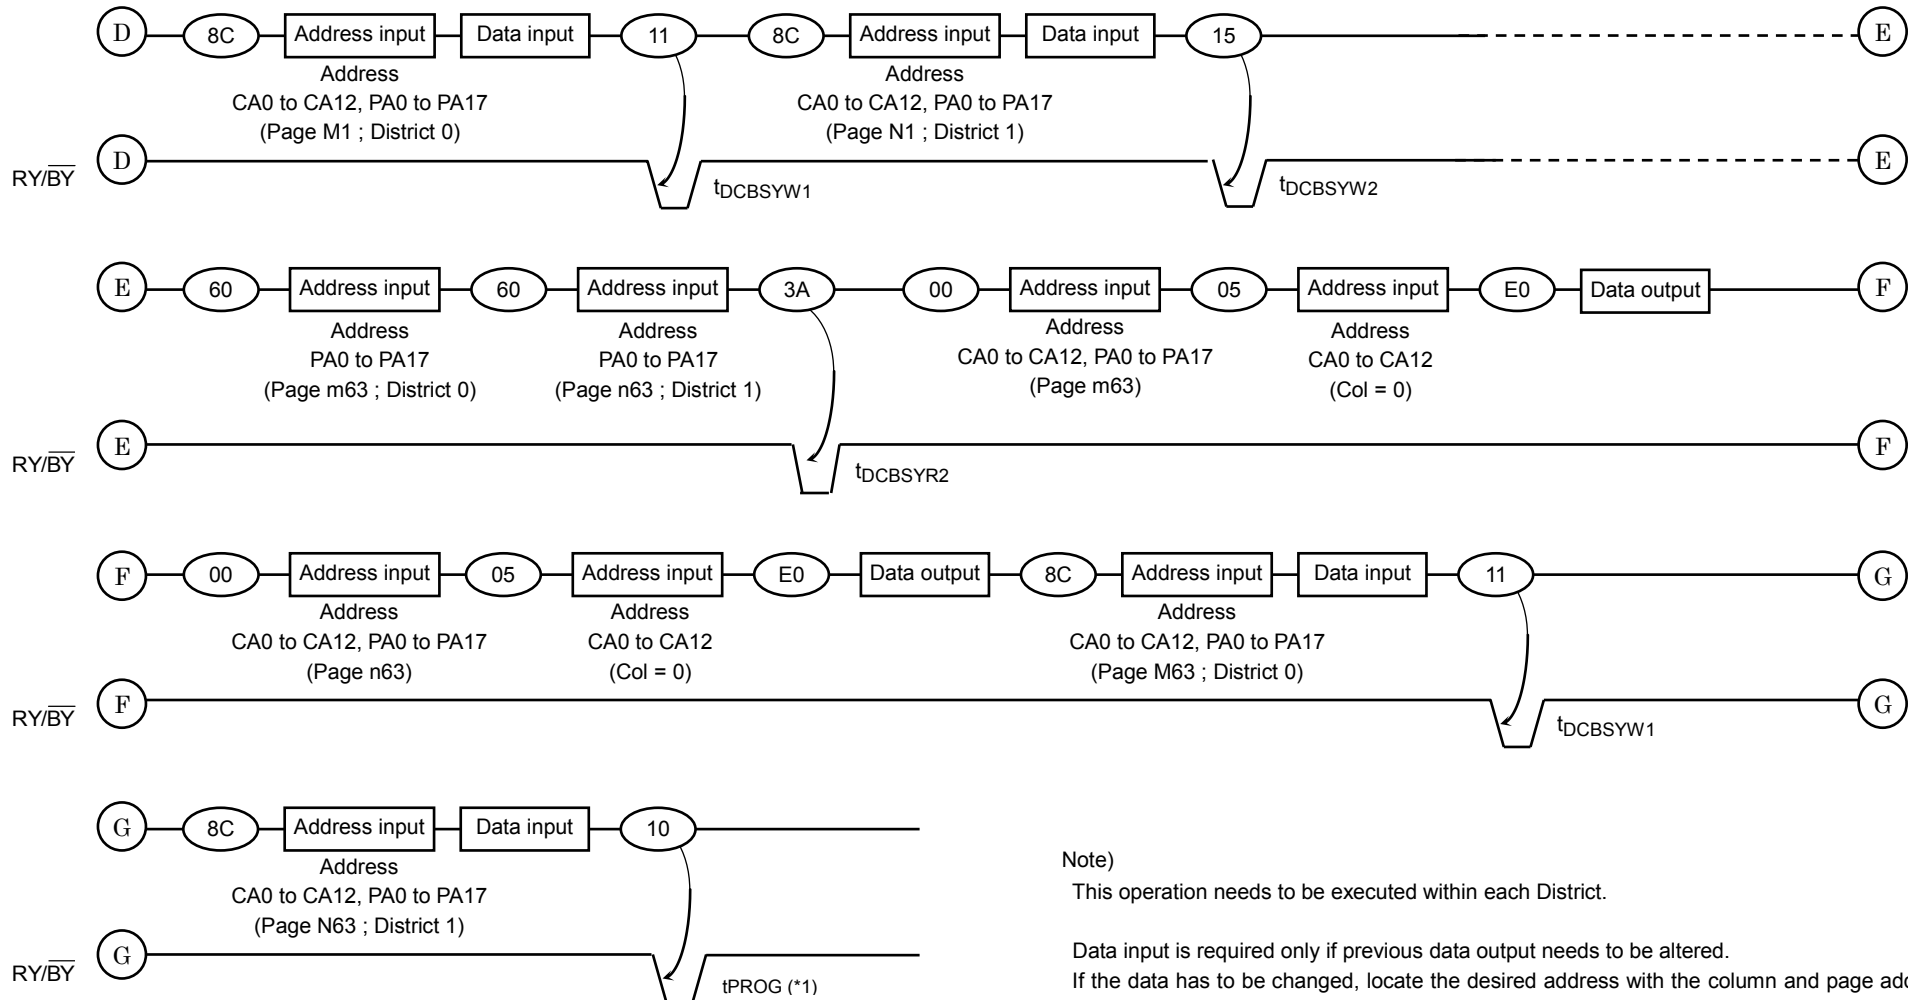 D 8C Address input Data input 11 8C Address input Data input 15 E
Address Address
CA0 to CA12, PA0 to PA17 CA0 to CA12, PA0 to PA17
(Page M1 ; District 0) (Page N1 ; District 1)
RY/BY D tDCBSYW1 tDCBSYW2 E
E 60 Address input 60 Address input 3A 00 Address input 05 Address input E0 Data output F
Address Address Address Address
PA0 to PA17 PA0 to PA17 CA0 to CA12, PA0 to PA17 CA0 to CA12
(Page m63 ; District 0) (Page n63 ; District 1) (Page m63) (Col = 0)
RY/BY E tDCBSYR2 F
F 00 Address input 05 Address input E0 Data output 8C Address input Data input 11 G
Address Address Address
CA0 to CA12, PA0 to PA17 CA0 to CA12 CA0 to CA12, PA0 to PA17
(Page n63) (Col = 0) (Page M63 ; District 0)
RY/BY F tDCBSYW1 G
G 8C Address input Data input 10
Address
CA0 to CA12, PA0 to PA17
(Page N63 ; District 1)
RY/BY G tPROG (*1)
Note)
This operation needs to be executed within each District.
Data input is required only if previous data output needs to be altered.
If the data has to be changed, locate the desired address with the column and page